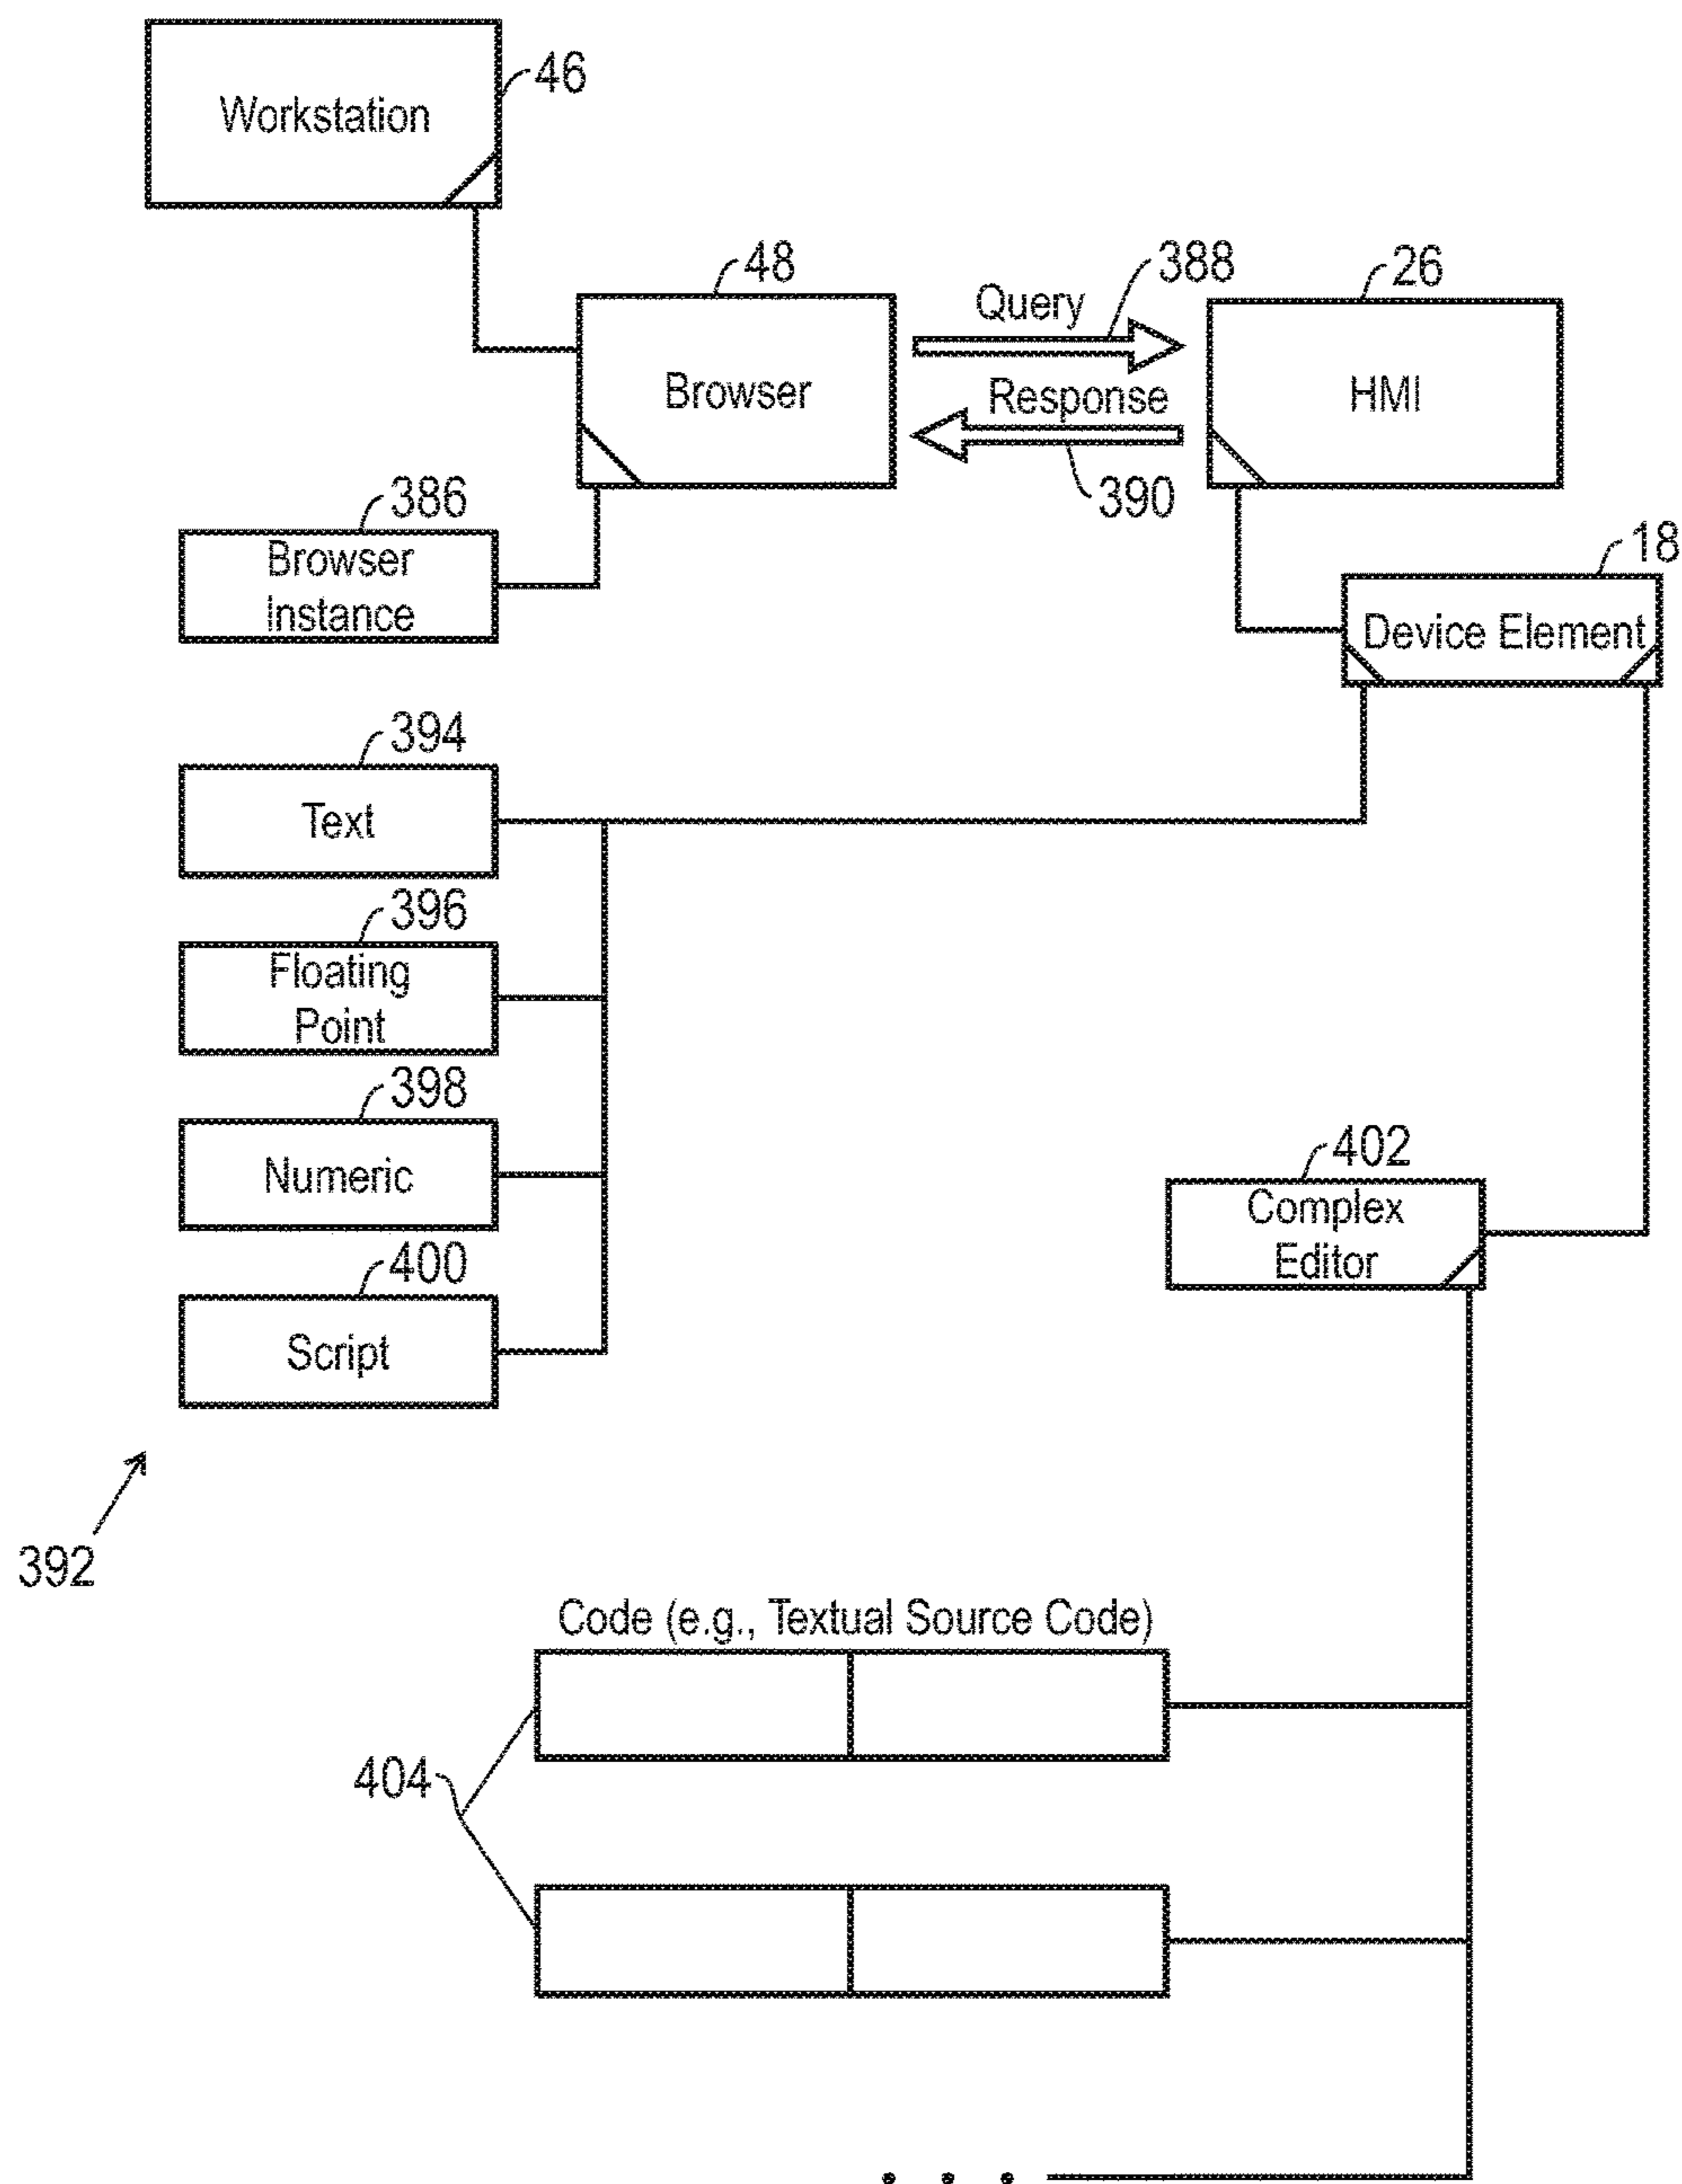 46
Workstation
48
388
26
Query
Browser
Response
HMI
390
386
Browser
Instance
18
Device Element
394
Text
396
Floating
Point
398
Numeric
402
Complex
Editor
400
Script
392
Code (e.g., Textual Source Code)
404
• • •